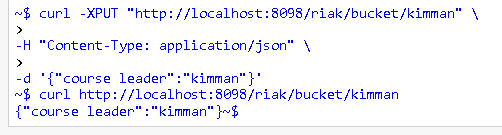 ~$ curl -XPUT "http://localhost:8098/riak/bucket/kimman" \
>
-H "Content-Type: application/json" \
>
-d '{"course leader":"kimman"}'
~$ curl http://localhost:8098/riak/bucket/kimman
{"course leader":"kimman"}~$